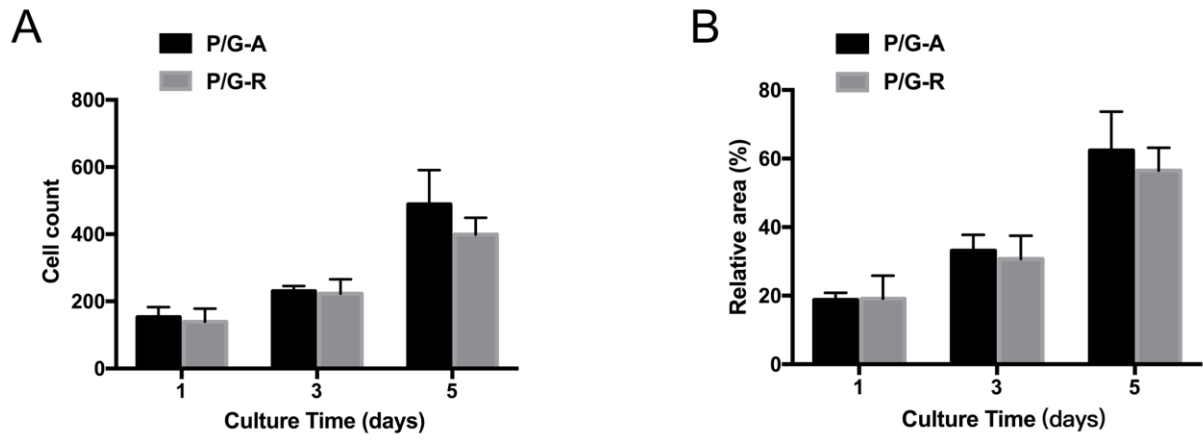 A
P/G-A
P/G-R
800
600
400
200
0
Cell count
1 3 5
Culture Time (days)
B
P/G-A
P/G-R
80
60
40
20
0
Relative area (%)
1 3 5
Culture Time (days)